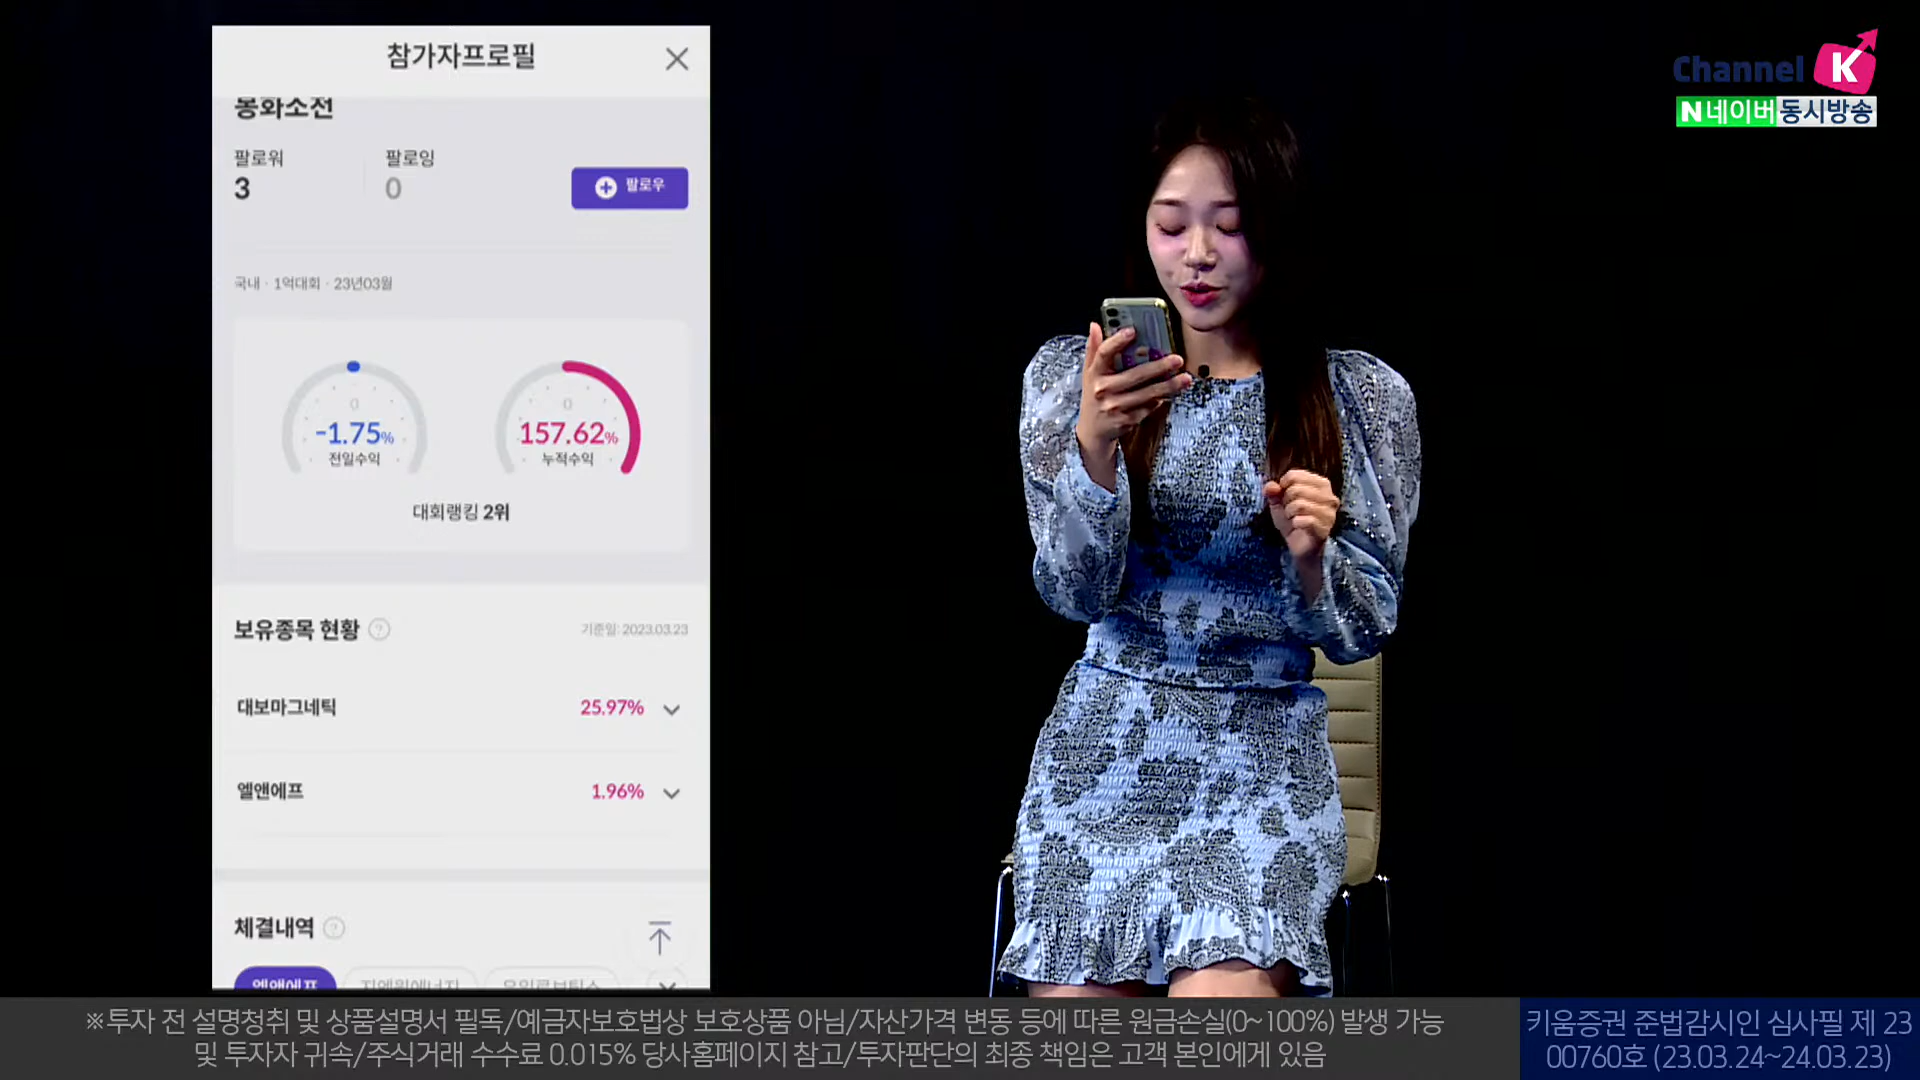 참가자프로필
봉화소전
팔로워
팔로잉
3
0
팔로우
국내 · 1억대회 · 23년03월
0
-1.75%
전일수익
0
157.62%
누적수익
대회랭킹 2위
보유종목 현황 ?
기준일: 2023.03.23
대보마그네틱
25.97%
엘앤에프
1.96%
체결내역 ?
엘앤에프
Channel K
N 네이버 동시방송
※투자 전 설명청취 및 상품설명서 필독/예금자보호법상 보호상품 아님/자산가격 변동 등에 따른 원금손실(0~100%) 발생 가능
및 투자자 귀속/주식거래 수수료 0.015% 당사홈페이지 참고/투자판단의 최종 책임은 고객 본인에게 있음
키움증권 준법감시인 심사필 제 23
00760호 (23.03.24~24.03.23)